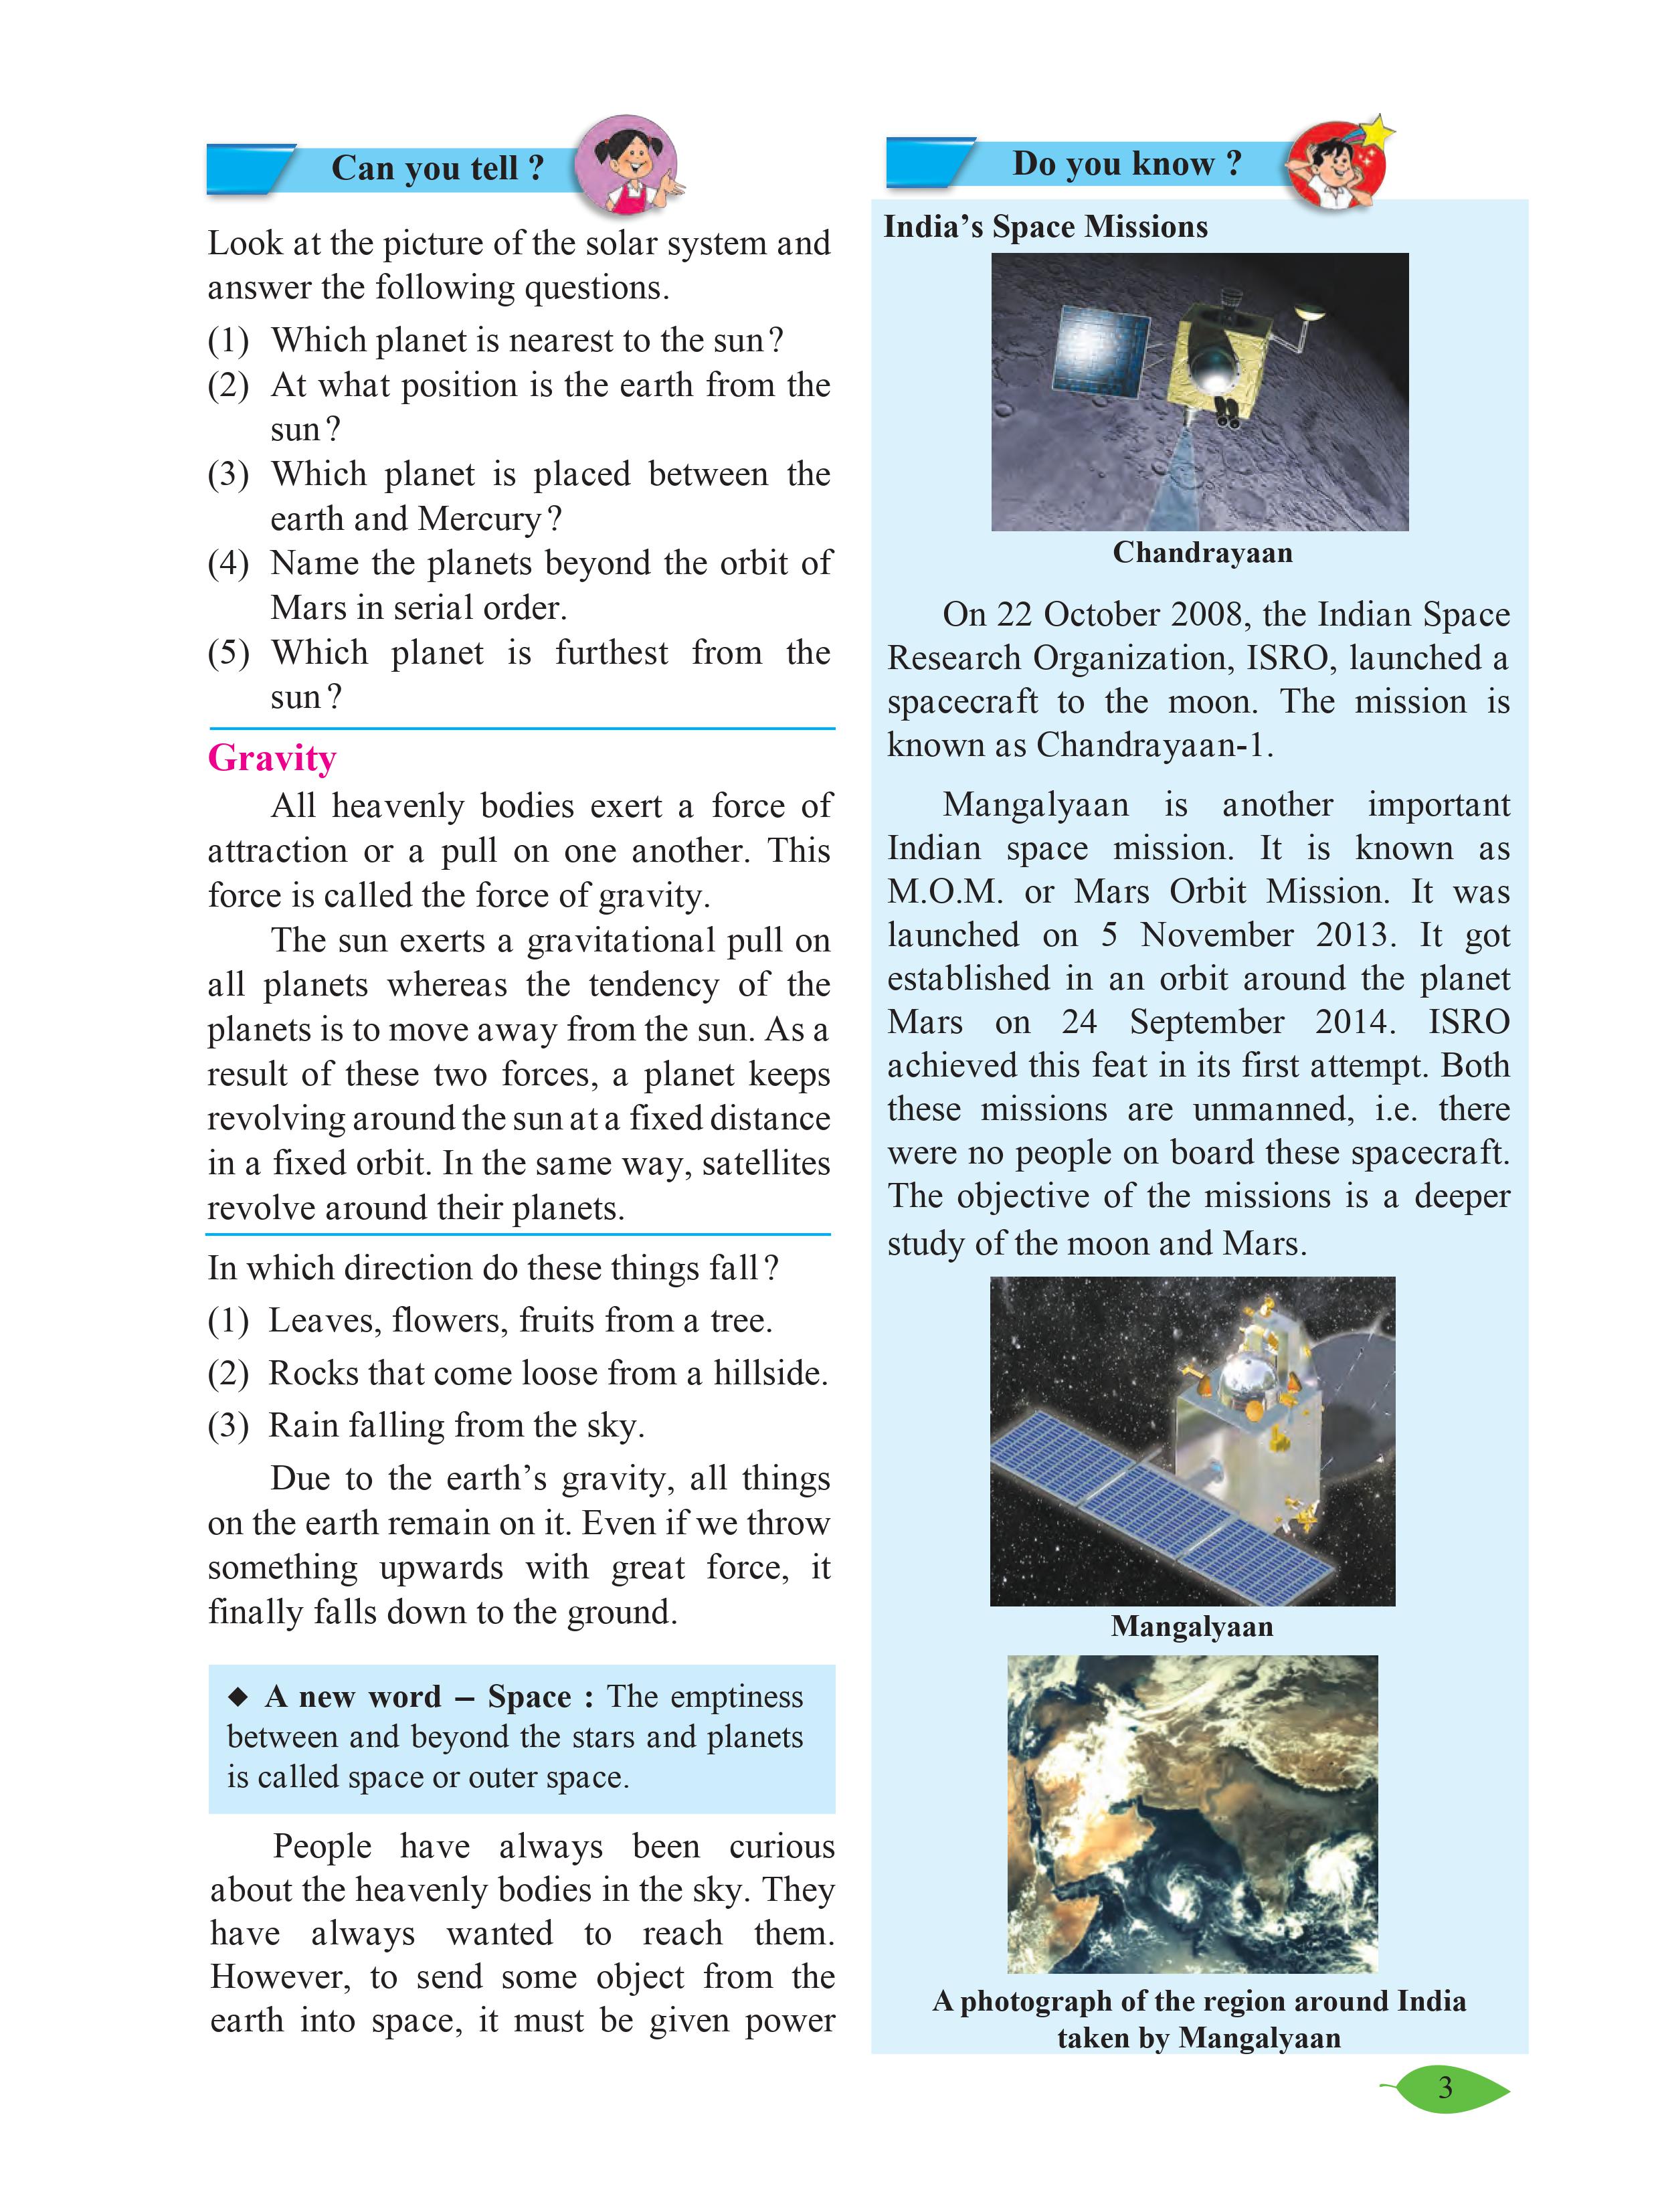 Can you tell ?
Look at the picture of the solar system and
answer the following questions.
(1) Which planet is nearest to the sun?
(2) At what position is the earth from the
sun?
(3) Which planet is placed between the
earth and Mercury?
(4) Name the planets beyond the orbit of
Mars in serial order.
(5) Which planet is furthest from the
sun?
Gravity
All heavenly bodies exert a force of
attraction or a pull on one another. This
force is called the force of gravity.
The sun exerts a gravitational pull on
all planets whereas the tendency of the
planets is to move away from the sun. As a
result of these two forces, a planet keeps
revolving around the sun at a fixed distance
in a fixed orbit. In the same way, satellites
revolve around their planets.
In which direction do these things fall?
(1) Leaves, flowers, fruits from a tree.
(2) Rocks that come loose from a hillside.
(3) Rain falling from the sky.
Due to the earth's gravity, all things
on the earth remain on it. Even if we throw
something upwards with great force, it
finally falls down to the ground.
◆ A new word – Space : The emptiness
between and beyond the stars and planets
is called space or outer space.
People have always been curious
about the heavenly bodies in the sky. They
have always wanted to reach them.
However, to send some object from the
earth into space, it must be given power
Do you know ?
India's Space Missions
Chandrayaan
On 22 October 2008, the Indian Space
Research Organization, ISRO, launched a
spacecraft to the moon. The mission is
known as Chandrayaan-1.
Mangalyaan is another important
Indian space mission. It is known as
M.O.M. or Mars Orbit Mission. It was
launched on 5 November 2013. It got
established in an orbit around the planet
Mars on 24 September 2014. ISRO
achieved this feat in its first attempt. Both
these missions are unmanned, i.e. there
were no people on board these spacecraft.
The objective of the missions is a deeper
study of the moon and Mars.
Mangalyaan
A photograph of the region around India
taken by Mangalyaan
3